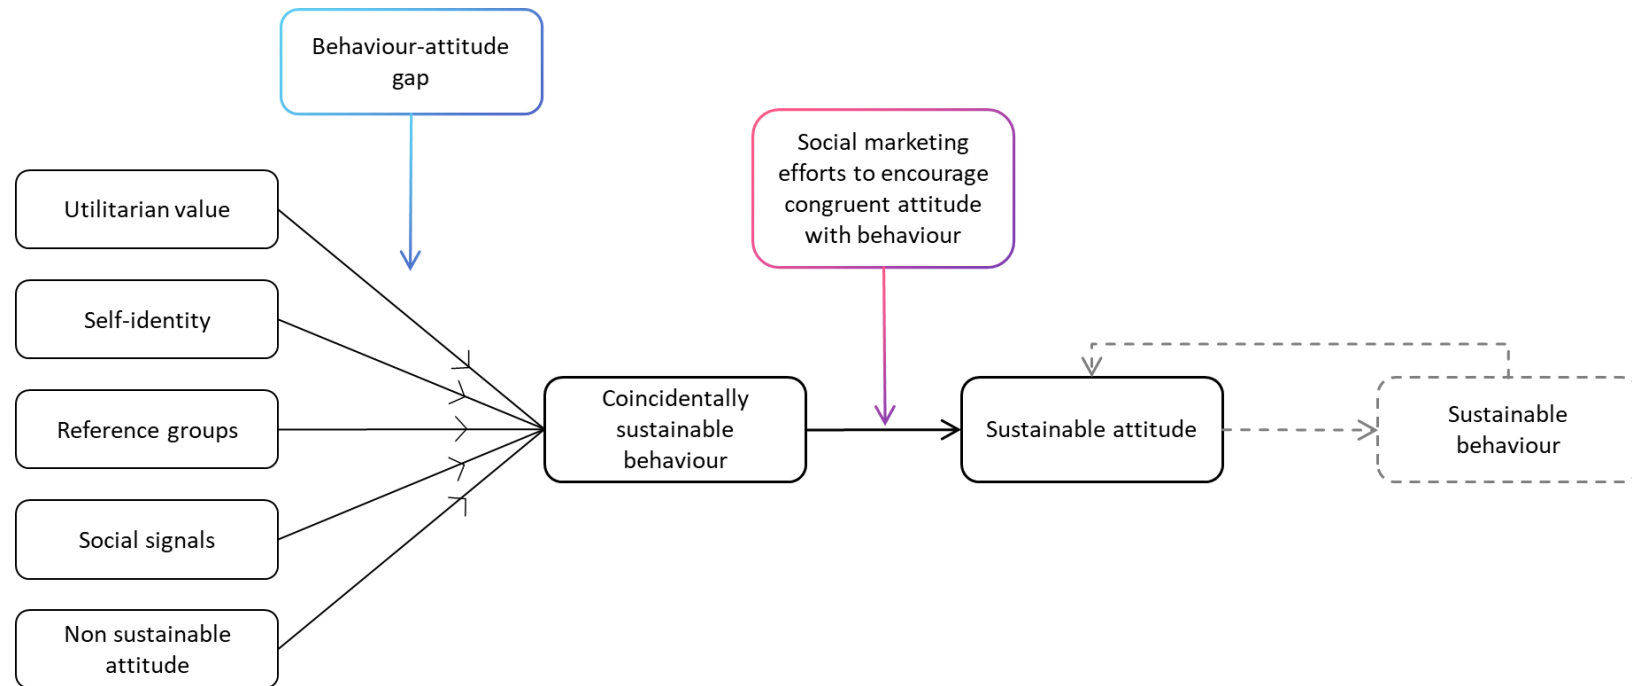 Behaviour-attitude
gap
Social marketing
efforts to encourage
congruent attitude
with behaviour
Utilitarian value
Self-identity
Reference groups
Social signals
Non sustainable
attitude
Coincidentally
sustainable
behaviour
Sustainable attitude
Sustainable
behaviour